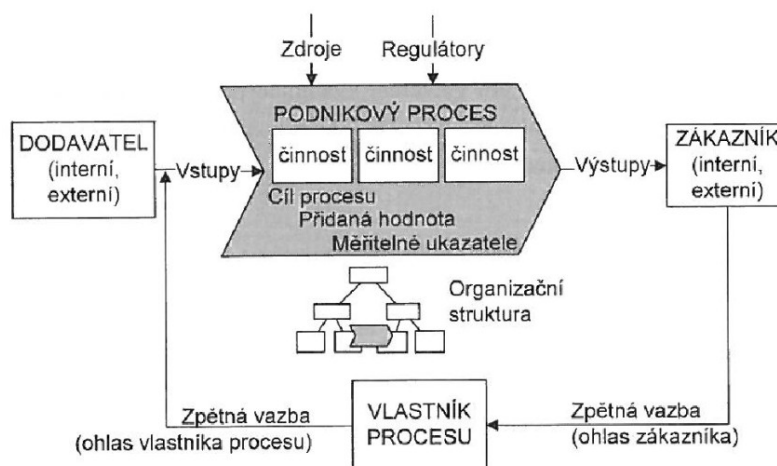 Zdroje
Regulátory
PODNIKOVÝ PROCES
DODAVATEL
(interní,
externí)
Vstupy
činnost
činnost
činnost
Výstupy
ZÁKAZNÍK
(interní,
externí)
Cíl procesu
Přidaná hodnota
Měřitelné ukazatele
Organizační
struktura
Zpětná vazba
(ohlas vlastníka procesu)
VLASTNÍK
PROCESU
Zpětná vazba
(ohlas zákazníka)